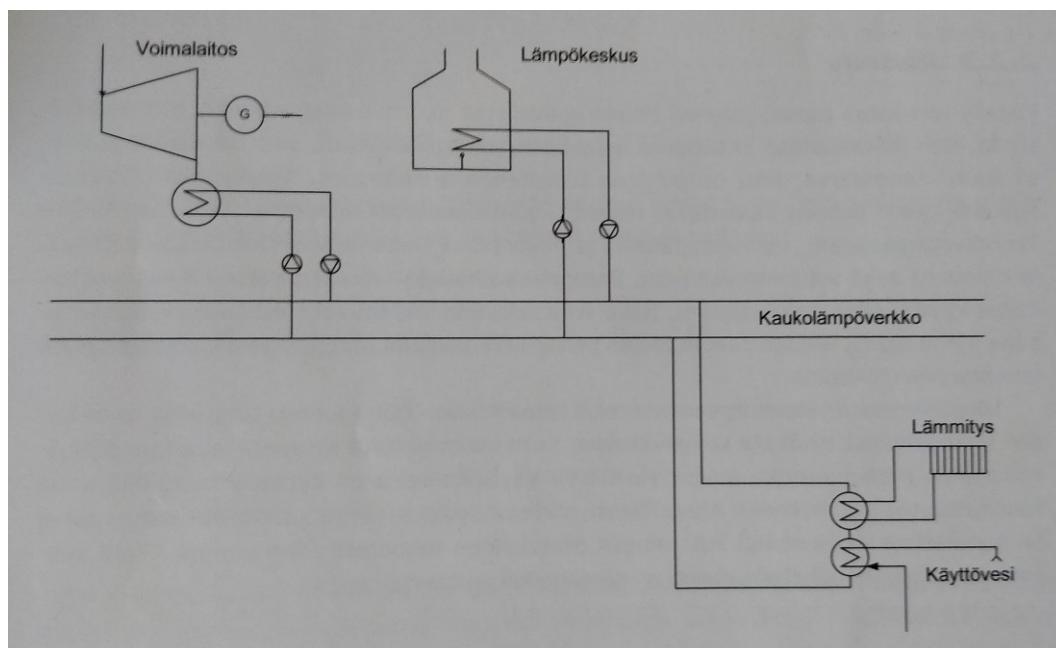 Voimalaitos
Lämpökeskus
G
Kaukolämpöverkko
Lämmitys
Käyttövesi